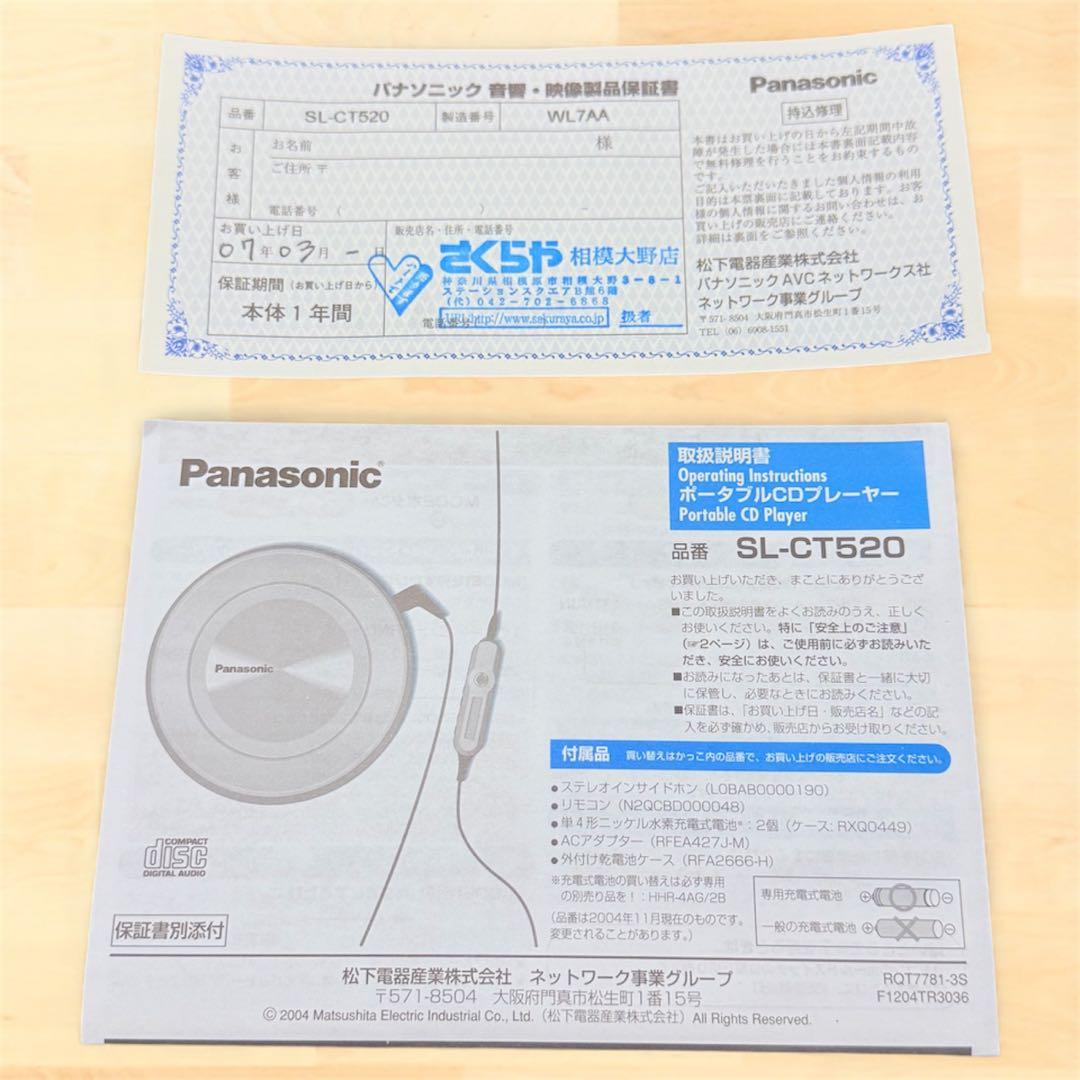 パナソニック 音響・映像製品保証書
品番 SL-CT520 製造番号 WL7AA
お客様
お名前 様
ご住所 〒
電話番号 ( ) -
お買い上げ日
07年03月-日
保証期間 (お買い上げ日から)
本体1年間
販売店名・住所・電話番号
さくらや 相模大野店
神奈川県相模原市相模大野3-8-1
ステーションスクエアB館6階
(代) 042-702-6868
URL:http://www.sakuraya.co.jp
扱者
電話番号
Panasonic
持込修理
本書はお買い上げの日から左記期間中故
障が発生した場合には本書裏面記載内容
で無料修理を行うことをお約束するもの
です。
ご記入いただきました個人情報の利用
目的は本票裏面に記載しております。お客
様の個人情報に関するお問い合わせは、お
買い上げの販売店にご連絡ください。
詳細は裏面をご参照ください。
松下電器産業株式会社
パナソニックAVCネットワークス社
ネットワーク事業グループ
〒571-8504 大阪府門真市松生町1番15号
TEL (06) 6908-1551
Panasonic
取扱説明書
Operating Instructions
ポータブルCDプレーヤー
Portable CD Player
品番 SL-CT520
お買い上げいただき、まことにありがとうござ
いました。
■この取扱説明書をよくお読みのうえ、正しく
お使いください。特に「安全上のご注意」
(☞2ページ) は、ご使用前に必ずお読みいた
だき、安全にお使いください。
■お読みになったあとは、保証書と一緒に大切
に保管し、必要なときにお読みください。
■保証書は、「お買い上げ日・販売店名」などの記
入を必ず確かめ、販売店からお受け取りください。
Panasonic
付属品 買い替えはかっこ内の品番で、お買い上げの販売店にご注文ください。
●ステレオインサイドホン (L0BAB0000190)
●リモコン (N2QCBD000048)
●単4形ニッケル水素充電式電池※:2個 (ケース: RXQ0449)
●ACアダプター (RFEA427J-M)
●外付け乾電池ケース (RFA2666-H)
※充電式電池の買い替えは必ず専用
の別売り品を!:HHR-4AG/2B
(品番は2004年11月現在のものです。
変更されることがあります。)
専用充電式電池 ⊕ ⊖
一般の充電式電池 ⊕ ⊖
COMPACT
disc
DIGITAL AUDIO
保証書別添付
松下電器産業株式会社 ネットワーク事業グループ
〒571-8504 大阪府門真市松生町1番15号
© 2004 Matsushita Electric Industrial Co., Ltd. (松下電器産業株式会社) All Rights Reserved.
RQT7781-3S
F1204TR3036